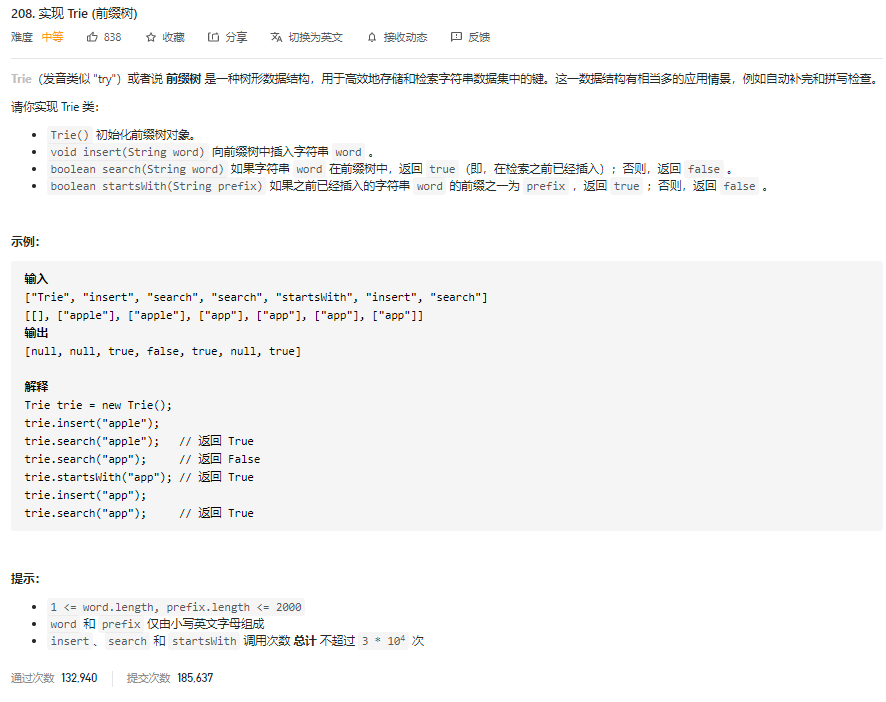 208. 实现 Trie (前缀树)
难度 中等 838 收藏 分享 切换为英文 接收动态 反馈
Trie（发音类似 "try"）或者说 前缀树 是一种树形数据结构，用于高效地存储和检索字符串数据集中的键。这一数据结构有相当多的应用情景，例如自动补完和拼写检查。
请你实现 Trie 类：
• Trie() 初始化前缀树对象。
• void insert(String word) 向前缀树中插入字符串 word 。
• boolean search(String word) 如果字符串 word 在前缀树中，返回 true（即，在检索之前已经插入）；否则，返回 false 。
• boolean startsWith(String prefix) 如果之前已经插入的字符串 word 的前缀之一为 prefix ，返回 true ；否则，返回 false 。
示例：
输入
["Trie", "insert", "search", "search", "startsWith", "insert", "search"]
[[], ["apple"], ["apple"], ["app"], ["app"], ["app"], ["app"]]
输出
[null, null, true, false, true, null, true]
解释
Trie trie = new Trie();
trie.insert("apple");
trie.search("apple");   // 返回 True
trie.search("app");     // 返回 False
trie.startsWith("app"); // 返回 True
trie.insert("app");
trie.search("app");     // 返回 True
提示：
• 1 <= word.length, prefix.length <= 2000
• word 和 prefix 仅由小写英文字母组成
• insert、search 和 startsWith 调用次数 总计 不超过 3 * 10⁴ 次
通过次数 132,940 提交次数 185,637